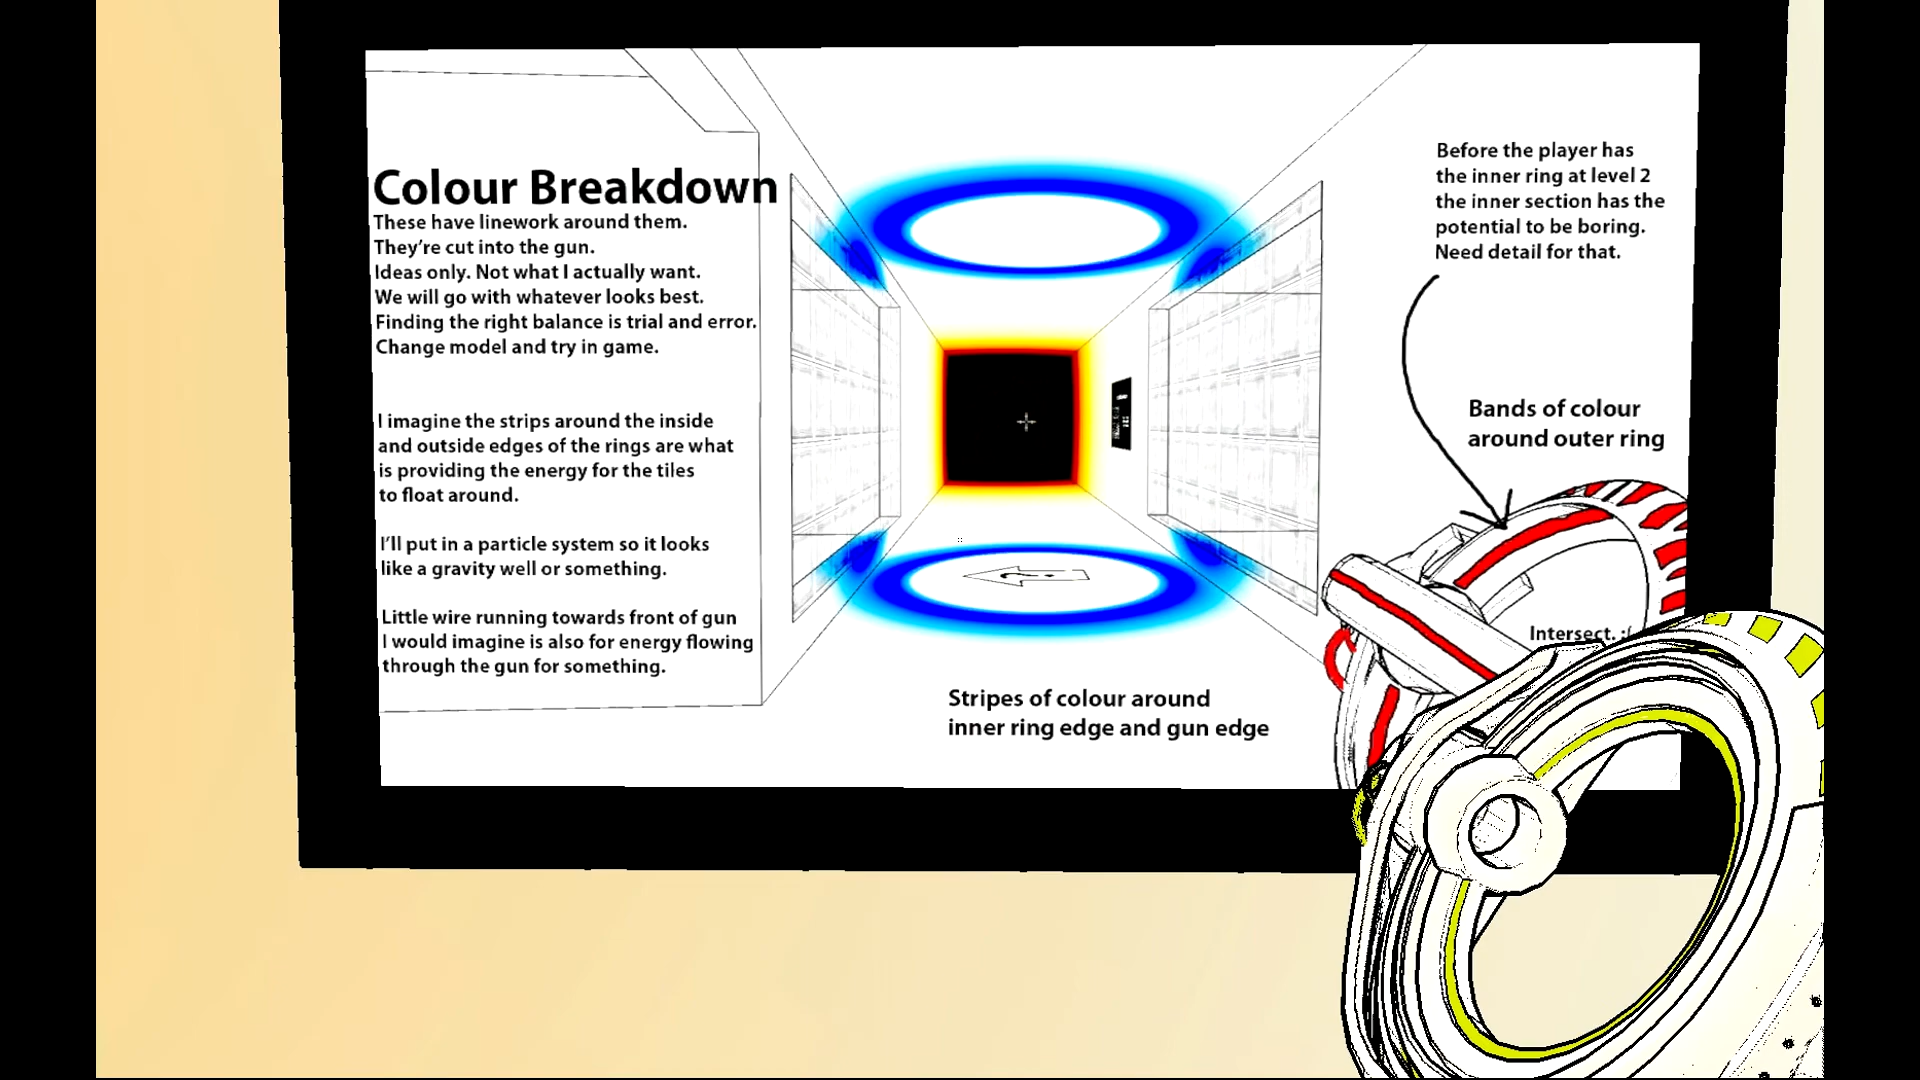 Colour Breakdown
These have linework around them.
They're cut into the gun.
Ideas only. Not what I actually want.
We will go with whatever looks best.
Finding the right balance is trial and error.
Change model and try in game.
I imagine the strips around the inside
and outside edges of the rings are what
is providing the energy for the tiles
to float around.
I'll put in a particle system so it looks
like a gravity well or something.
Little wire running towards front of gun
I would imagine is also for energy flowing
through the gun for something.
Stripes of colour around
inner ring edge and gun edge
Before the player has
the inner ring at level 2
the inner section has the
potential to be boring.
Need detail for that.
Bands of colour
around outer ring
Intersect. :(